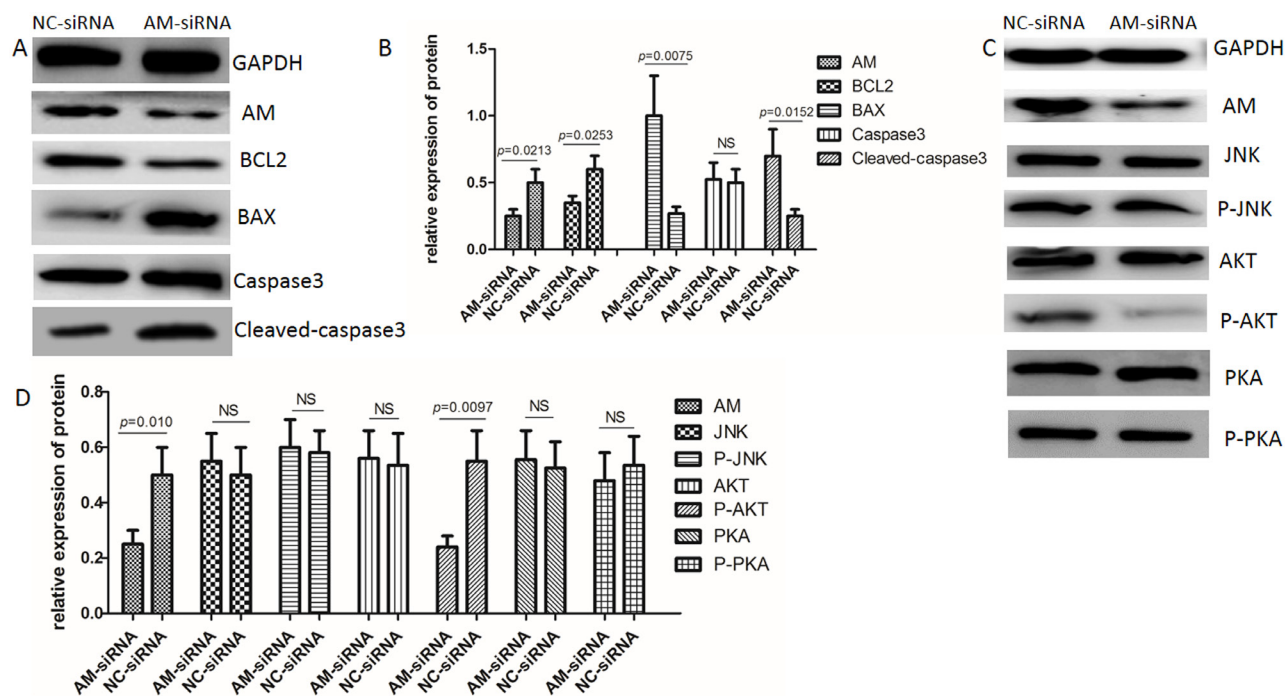 A
NC-siRNA AM-siRNA
GAPDH
AM
BCL2
BAX
Caspase3
Cleaved-caspase3
B
relative expression of protein
1.5
1.0
0.5
0.0
p=0.0213
p=0.0253
p=0.0075
NS
p=0.0152
AM-siRNA
NC-siRNA
AM-siRNA
NC-siRNA
AM-siRNA
NC-siRNA
AM-siRNA
NC-siRNA
AM-siRNA
NC-siRNA
AM
BCL2
BAX
Caspase3
Cleaved-caspase3
C
NC-siRNA AM-siRNA
GAPDH
AM
JNK
P-JNK
AKT
P-AKT
PKA
P-PKA
D
relative expression of protein
0.8
0.6
0.4
0.2
0.0
p=0.010
NS
NS
NS
p=0.0097
NS
NS
AM-siRNA
NC-siRNA
AM-siRNA
NC-siRNA
AM-siRNA
NC-siRNA
AM-siRNA
NC-siRNA
AM-siRNA
NC-siRNA
AM-siRNA
NC-siRNA
AM-siRNA
NC-siRNA
AM
JNK
P-JNK
AKT
P-AKT
PKA
P-PKA